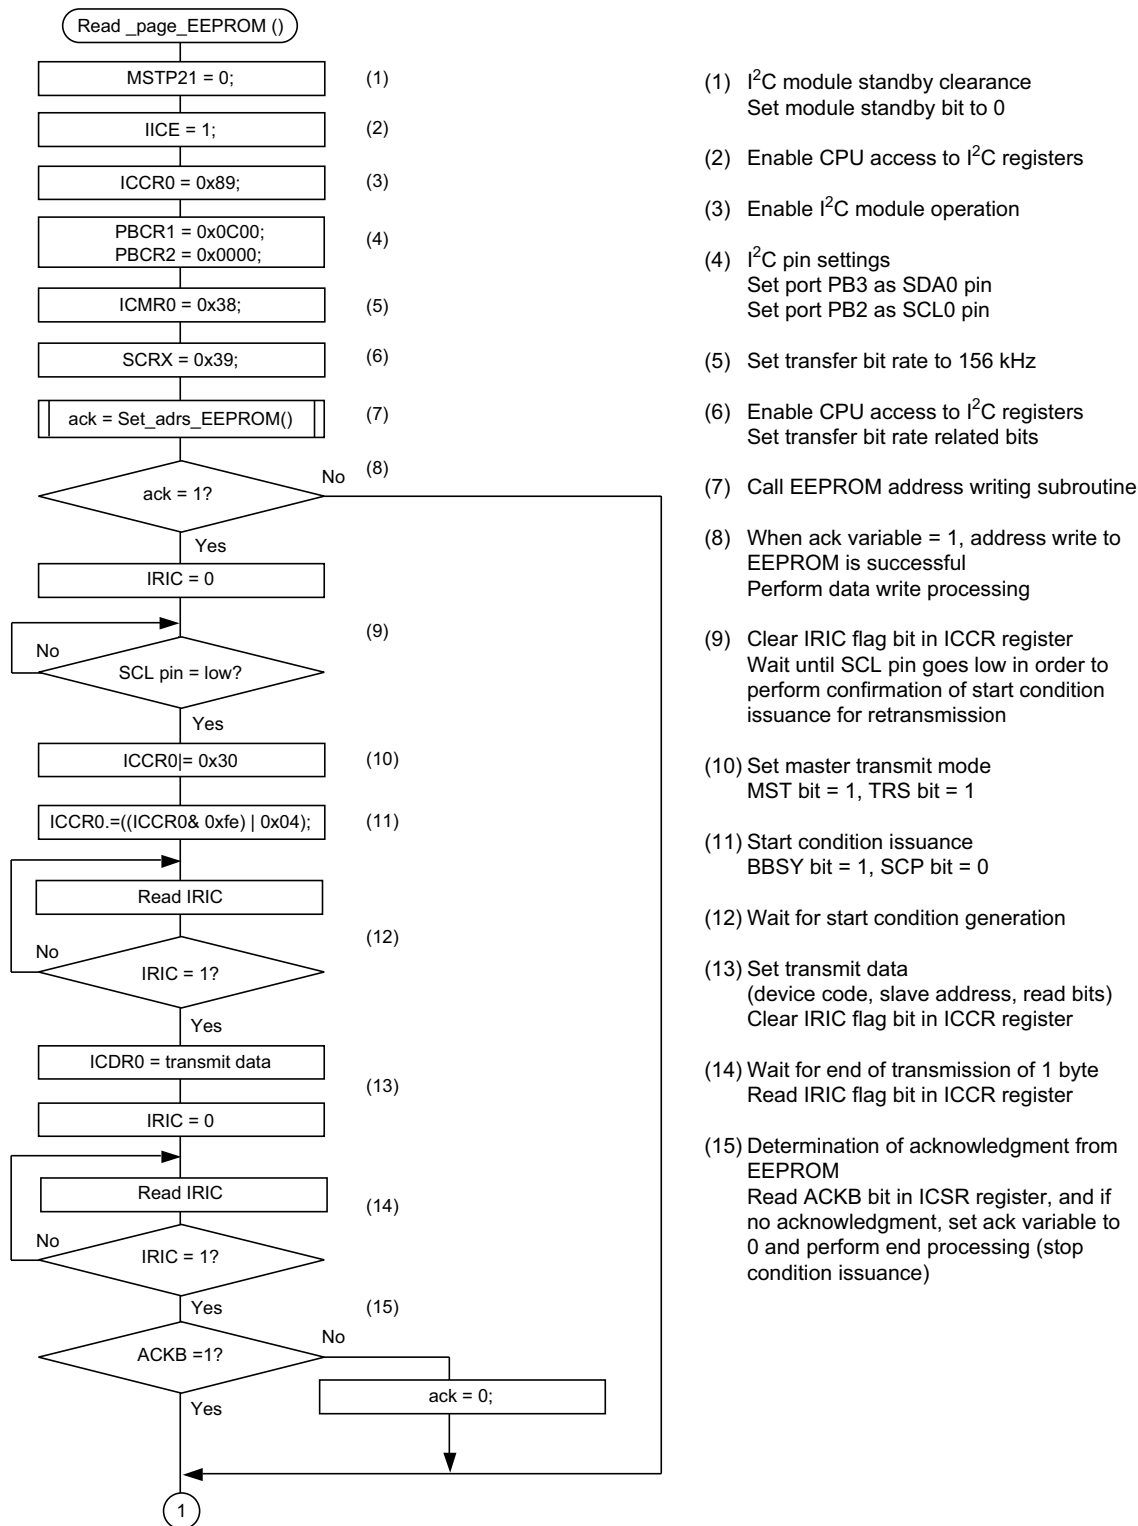 Read _page_EEPROM ()
MSTP21 = 0;
(1)
IICE = 1;
(2)
ICCR0 = 0x89;
(3)
PBCR1 = 0x0C00;
PBCR2 = 0x0000;
(4)
ICMR0 = 0x38;
(5)
SCRX = 0x39;
(6)
ack = Set_adrs_EEPROM()
(7)
ack = 1?
No
(8)
Yes
IRIC = 0
No
SCL pin = low?
(9)
Yes
ICCR0|= 0x30
(10)
ICCR0.=((ICCR0& 0xfe) | 0x04);
(11)
Read IRIC
No
IRIC = 1?
(12)
Yes
ICDR0 = transmit data
(13)
IRIC = 0
Read IRIC
(14)
No
IRIC = 1?
Yes
(15)
ACKB =1?
No
ack = 0;
Yes
1
(1) I2C module standby clearance
Set module standby bit to 0
(2) Enable CPU access to I2C registers
(3) Enable I2C module operation
(4) I2C pin settings
Set port PB3 as SDA0 pin
Set port PB2 as SCL0 pin
(5) Set transfer bit rate to 156 kHz
(6) Enable CPU access to I2C registers
Set transfer bit rate related bits
(7) Call EEPROM address writing subroutine
(8) When ack variable = 1, address write to
EEPROM is successful
Perform data write processing
(9) Clear IRIC flag bit in ICCR register
Wait until SCL pin goes low in order to
perform confirmation of start condition
issuance for retransmission
(10) Set master transmit mode
MST bit = 1, TRS bit = 1
(11) Start condition issuance
BBSY bit = 1, SCP bit = 0
(12) Wait for start condition generation
(13) Set transmit data
(device code, slave address, read bits)
Clear IRIC flag bit in ICCR register
(14) Wait for end of transmission of 1 byte
Read IRIC flag bit in ICCR register
(15) Determination of acknowledgment from
EEPROM
Read ACKB bit in ICSR register, and if
no acknowledgment, set ack variable to
0 and perform end processing (stop
condition issuance)